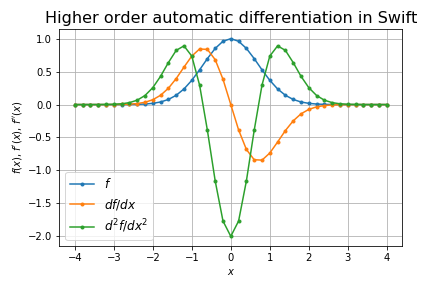 Higher order automatic differentiation in Swift
f(x), f′(x), f″(x)
1.0
0.5
0.0
−0.5
−1.0
−1.5
−2.0
f
df/dx
d²f/dx²
−4 −3 −2 −1 0 1 2 3 4
x